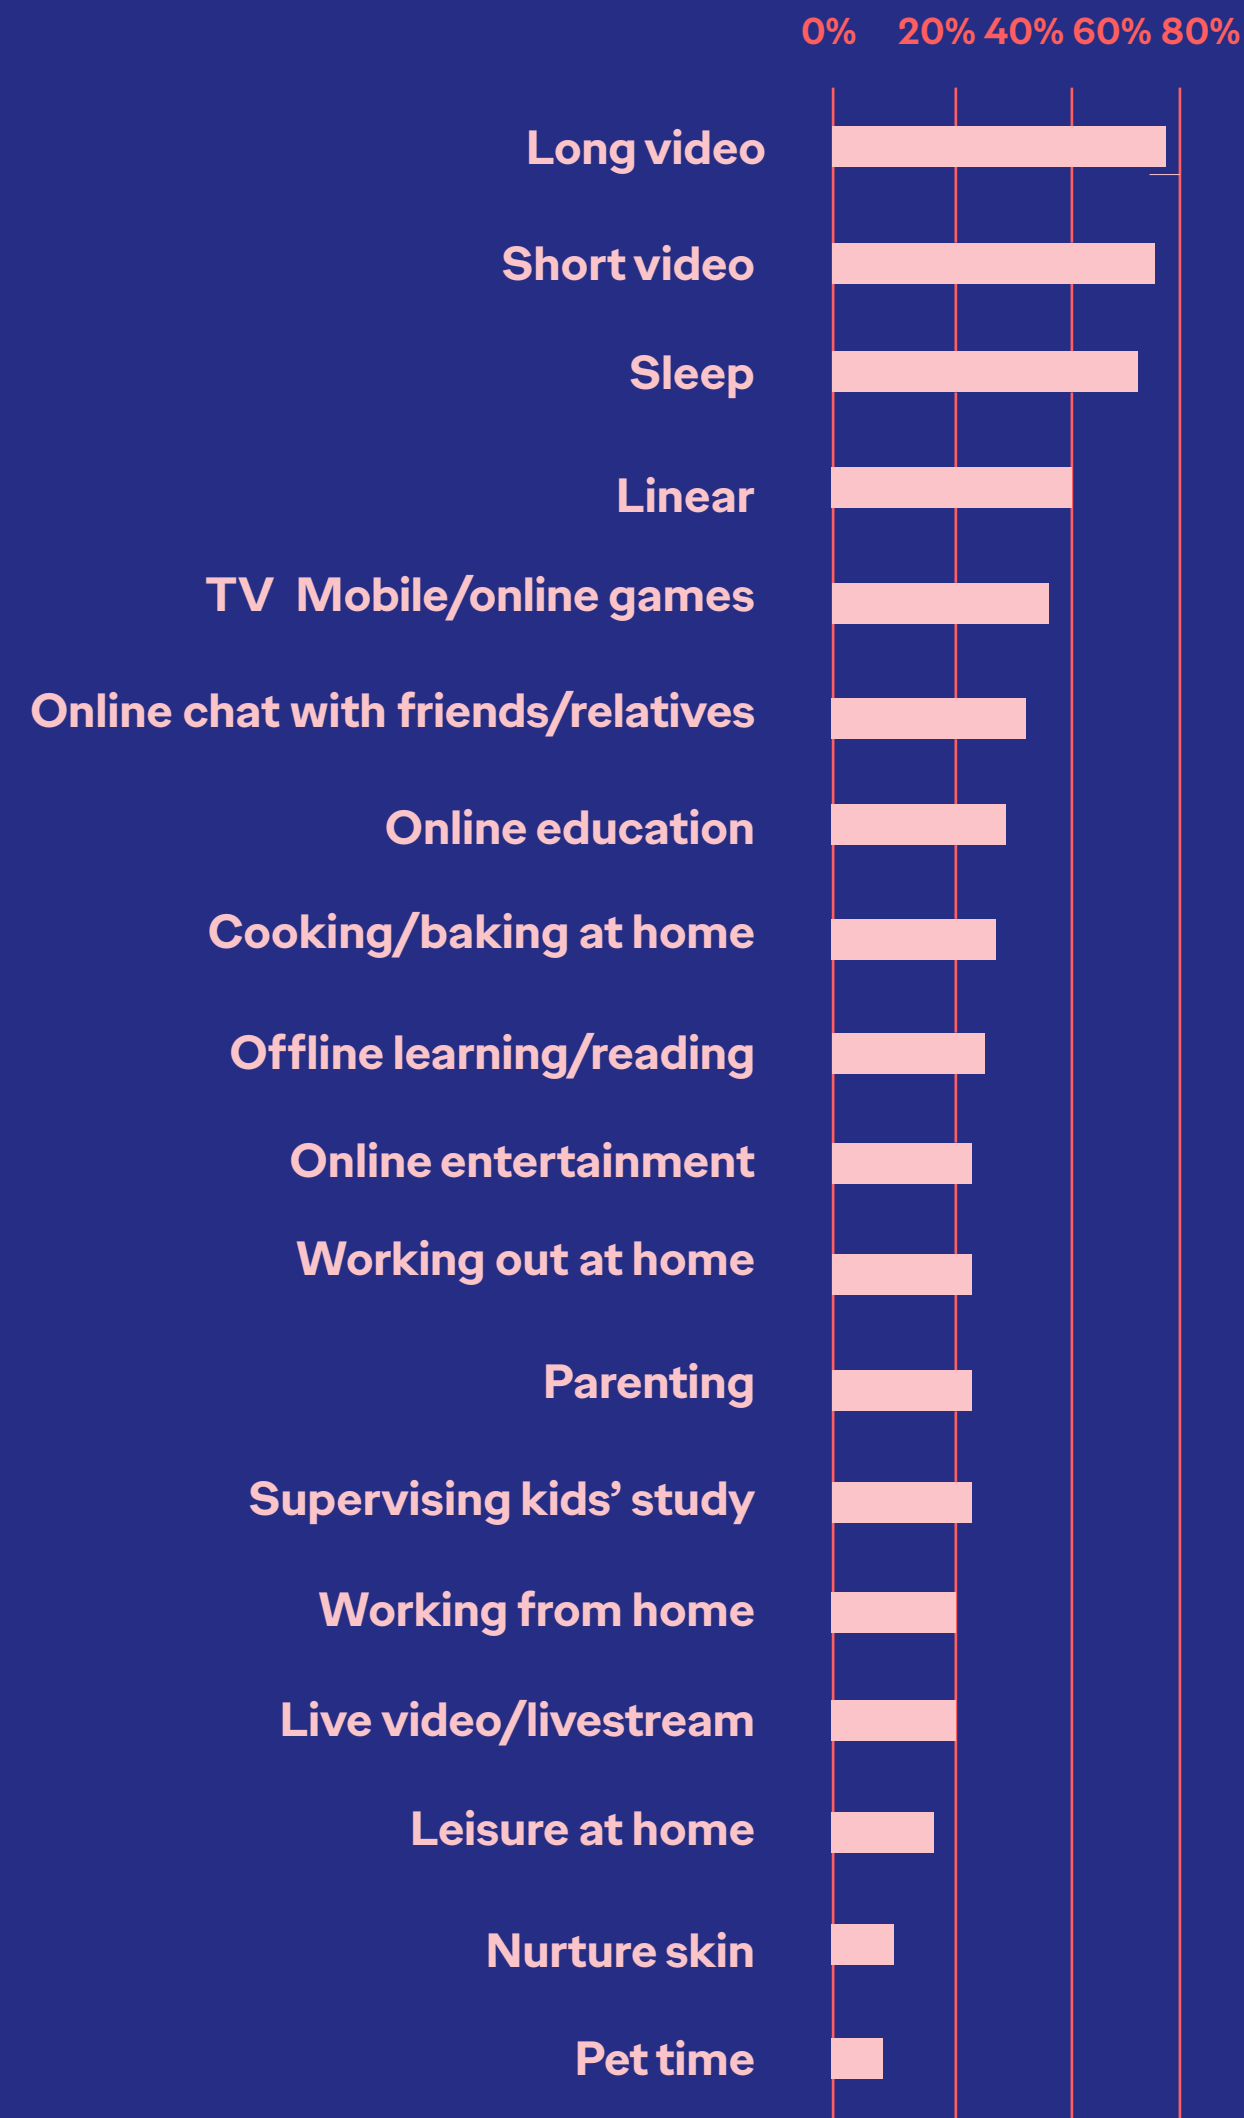 0% 20% 40% 60% 80%
Long video
Short video
Sleep
Linear
TV Mobile/online games
Online chat with friends/relatives
Online education
Cooking/baking at home
Offline learning/reading
Online entertainment
Working out at home
Parenting
Supervising kids’ study
Working from home
Live video/livestream
Leisure at home
Nurture skin
Pet time